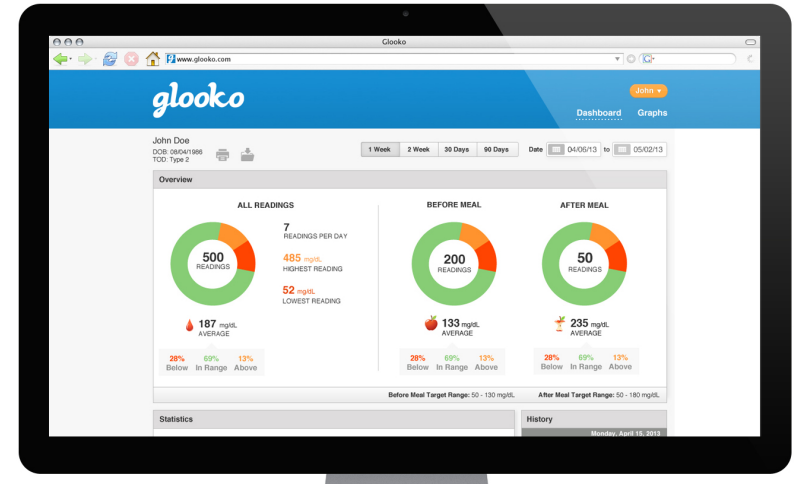 Glooko
www.glooko.com
glooko
John
Dashboard Graphs
John Doe
DOB: 08/04/1986
TOD: Type 2
1 Week 2 Week 30 Days 90 Days Date 04/06/13 to 05/02/13
Overview
ALL READINGS
500
READINGS
7
READINGS PER DAY
485 mg/dL
HIGHEST READING
52 mg/dL
LOWEST READING
187 mg/dL
AVERAGE
28% 69% 13%
Below In Range Above
BEFORE MEAL
200
READINGS
133 mg/dL
AVERAGE
28% 69% 13%
Below In Range Above
AFTER MEAL
50
READINGS
235 mg/dL
AVERAGE
28% 69% 13%
Below In Range Above
Before Meal Target Range: 50 - 130 mg/dL After Meal Target Range: 50 - 180 mg/dL
Statistics
History
Monday, April 15, 2013